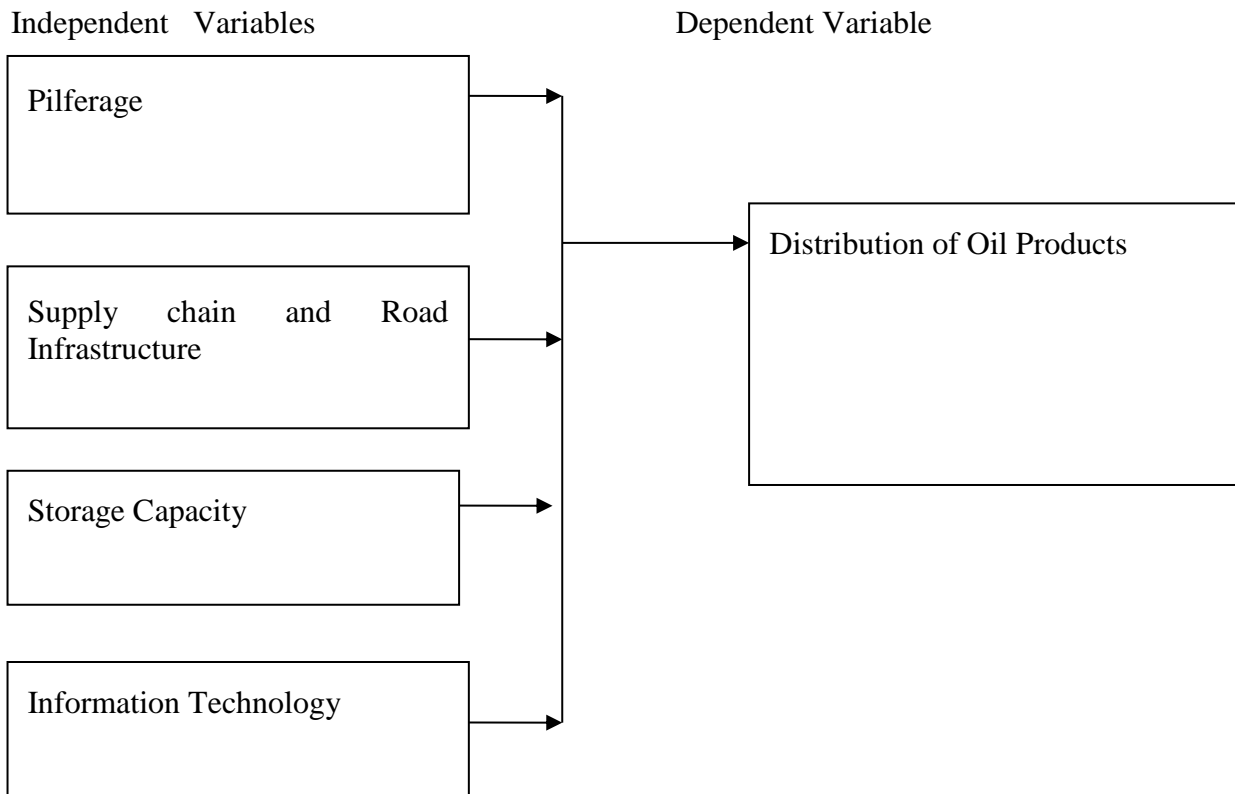 Independent Variables
Dependent Variable
Pilferage
Distribution of Oil Products
Supply chain and Road
Infrastructure
Storage Capacity
Information Technology